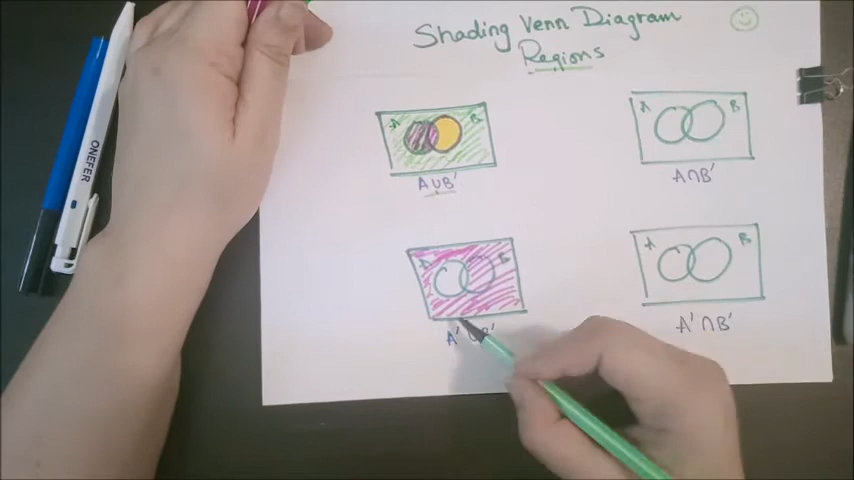 Shading Venn Diagram
Regions
A B
A∪B'
A B
A∩B'
A B
A' ∪B'
A B
A' ∩B'
ONEFER